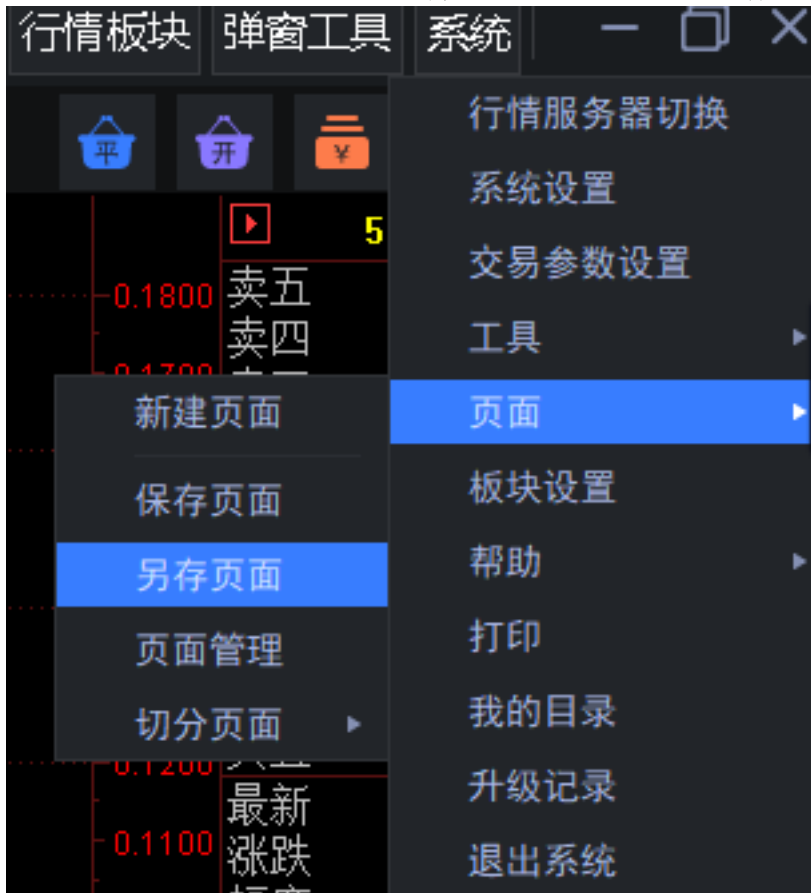 行情板块 弹窗工具 系统
平 开 ¥
行情服务器切换
系统设置
交易参数设置
工具
页面
板块设置
帮助
打印
我的目录
升级记录
退出系统
新建页面
保存页面
另存页面
页面管理
切分页面
5
0.1800 卖五
卖四
0.1700
0.1200
最新
0.1100 涨跌